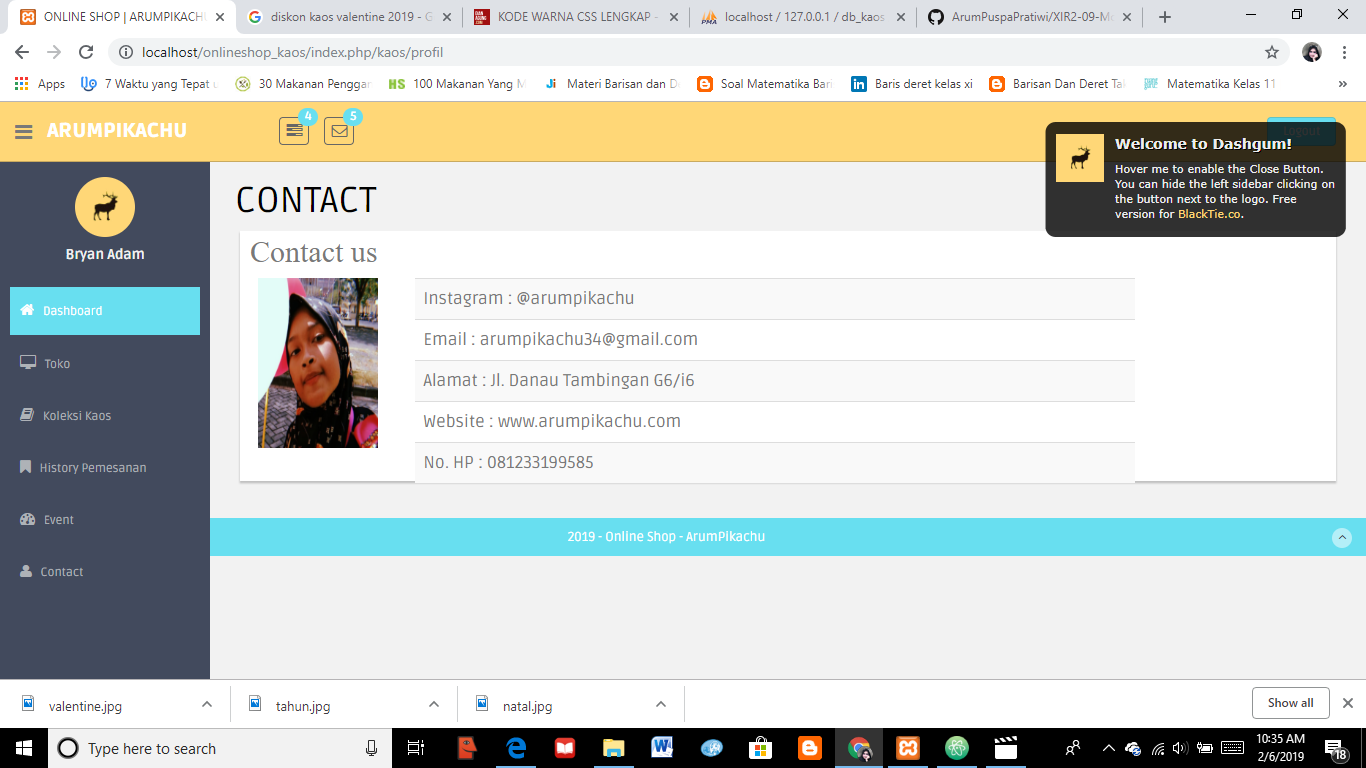 ONLINE SHOP | ARUMPIKACHU
diskon kaos valentine 2019 - G
KODE WARNA CSS LENGKAP -
localhost / 127.0.0.1 / db_kaos
ArumPuspaPratiwi/XIR2-09-Mo
localhost/onlineshop_kaos/index.php/kaos/profil
Apps
7 Waktu yang Tepat u
30 Makanan Penggan
100 Makanan Yang M
Materi Barisan dan D
Soal Matematika Bari
Baris deret kelas xi
Barisan Dan Deret Tak
Matematika Kelas 11
ARUMPIKACHU
4
5
Logout
Welcome to Dashgum!
Hover me to enable the Close Button.
You can hide the left sidebar clicking on
the button next to the logo. Free
version for BlackTie.co.
Bryan Adam
Dashboard
Toko
Koleksi Kaos
History Pemesanan
Event
Contact
CONTACT
Contact us
Instagram : @arumpikachu
Email : arumpikachu34@gmail.com
Alamat : Jl. Danau Tambingan G6/i6
Website : www.arumpikachu.com
No. HP : 081233199585
2019 - Online Shop - ArumPikachu
valentine.jpg
tahun.jpg
natal.jpg
Show all
Type here to search
10:35 AM
2/6/2019
18